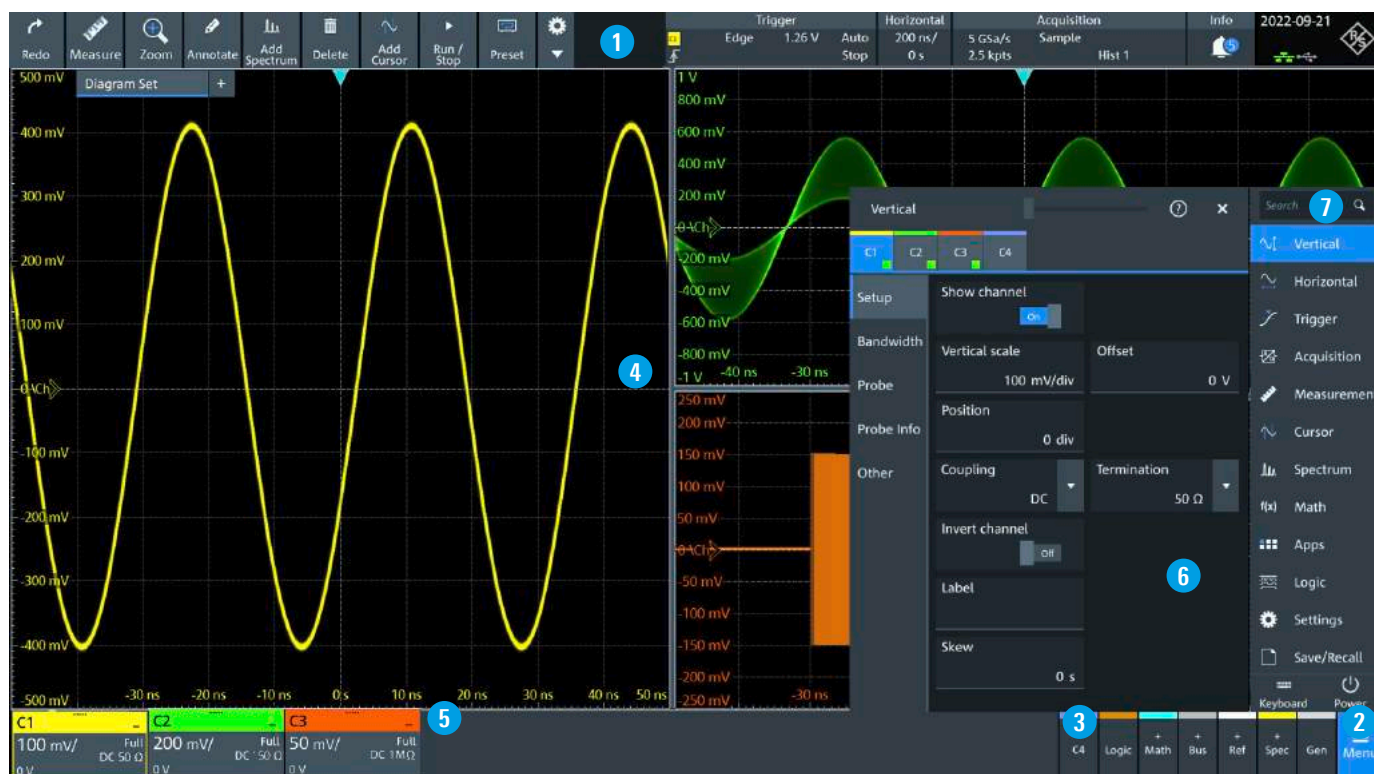 Redo
Measure
Zoom
Annotate
Add Spectrum
Delete
Add Cursor
Run / Stop
Preset
1
Trigger
Edge 1.26 V Auto
Stop
Horizontal
200 ns/
0 s
Acquisition
5 GSa/s Sample
2.5 kpts Hist 1
Info
5
2022-09-21
R&S
Diagram Set +
500 mV
400 mV
300 mV
200 mV
100 mV
0 V
Ch
-100 mV
-200 mV
-300 mV
-400 mV
-500 mV
-30 ns
-20 ns
-10 ns
0 s
10 ns
20 ns
30 ns
40 ns
50 ns
4
1 V
800 mV
600 mV
400 mV
200 mV
0 V
Ch
-200 mV
-400 mV
-600 mV
-800 mV
-1 V
-40 ns
-30 ns
250 mV
200 mV
150 mV
100 mV
50 mV
0 V
Ch
-50 mV
-100 mV
-150 mV
-200 mV
-250 mV
-30 ns
Vertical
?
C1
C2
C3
C4
Setup
Bandwidth
Probe
Probe Info
Other
Show channel
On
Vertical scale
100 mV/div
Offset
0 V
Position
0 div
Coupling
DC
Termination
50 Ω
Invert channel
Off
Label
Skew
0 s
6
Search
7
Vertical
Horizontal
Trigger
Acquisition
Measuremen
Cursor
Spectrum
f(x) Math
Apps
Logic
Settings
Save/Recall
Keyboard
Power
C1
100 mV/ Full
DC 50 Ω
0 V
C2
200 mV/ Full
DC 50 Ω
0 V
C3
50 mV/ Full
DC 1MΩ
0 V
5
3
C4
Logic
+ Math
+ Bus
+ Ref
+ Spec
Gen
2
Menu